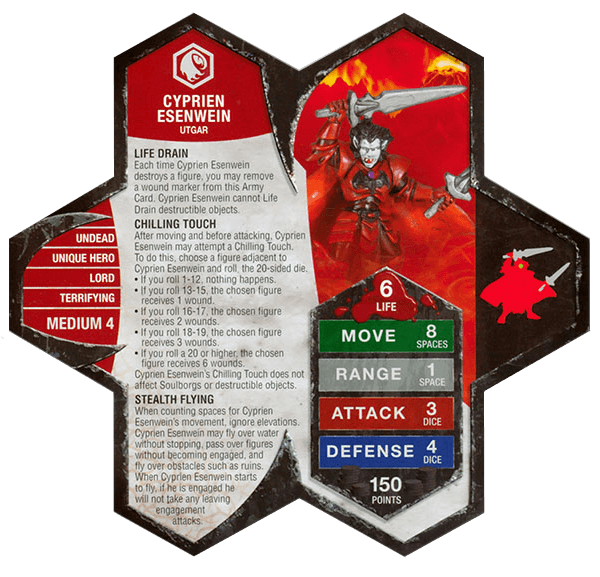 CYPRIEN
ESENWEIN
UTGAR
LIFE DRAIN
Each time Cyprien Esenwein
destroys a figure, you may remove
a wound marker from this Army
Card. Cyprien Esenwein cannot Life
Drain destructible objects.
CHILLING TOUCH
After moving and before attacking, Cyprien
Esenwein may attempt a Chilling Touch.
To do this, choose a figure adjacent to
Cyprien Esenwein and roll, the 20-sided die.
• If you roll 1-12, nothing happens.
• If you roll 13-15, the chosen figure
receives 1 wound.
• If you roll 16-17, the chosen figure
receives 2 wounds.
• If you roll 18-19, the chosen figure
receives 3 wounds.
• If you roll a 20 or higher, the chosen
figure receives 6 wounds.
Cyprien Esenwein's Chilling Touch does not
affect Soulborgs or destructible objects.
STEALTH FLYING
When counting spaces for Cyprien
Esenwein's movement, ignore elevations.
Cyprien Esenwein may fly over water
without stopping, pass over figures
without becoming engaged, and
fly over obstacles such as ruins.
When Cyprien Esenwein starts
to fly, if he is engaged he
will not take any leaving
engagement
attacks.
UNDEAD
UNIQUE HERO
LORD
TERRIFYING
MEDIUM 4
6
LIFE
MOVE 8
SPACES
RANGE 1
SPACE
ATTACK 3
DICE
DEFENSE 4
DICE
150
POINTS